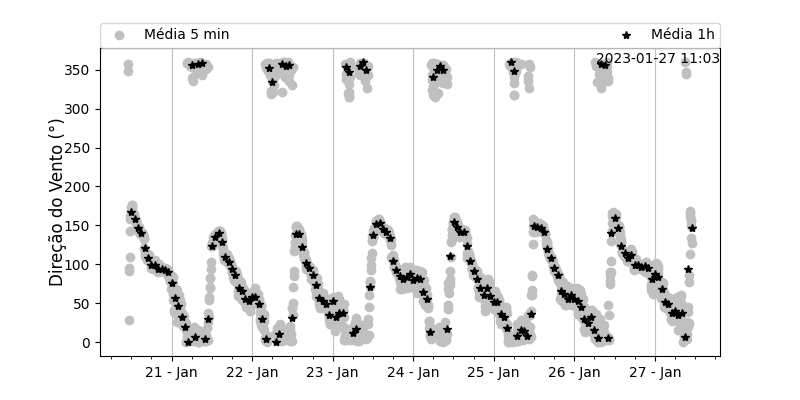 Média 5 min
Média 1h
2023-01-27 11:03
Direção do Vento (°)
350
300
250
200
150
100
50
0
21 - Jan
22 - Jan
23 - Jan
24 - Jan
25 - Jan
26 - Jan
27 - Jan